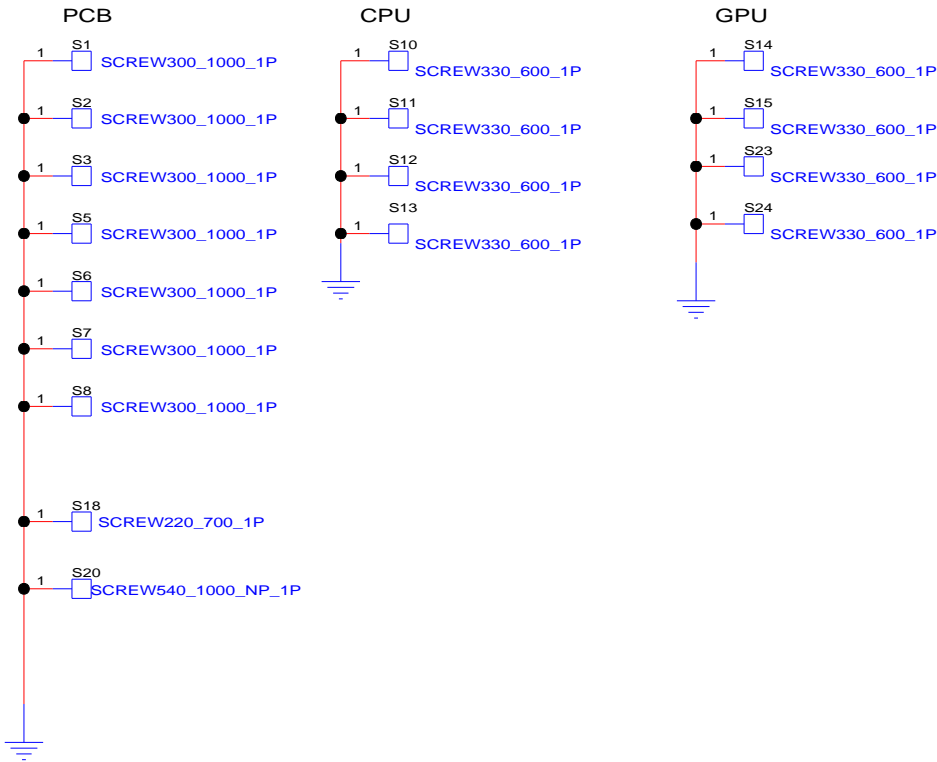 PCB
1 S1 SCREW300_1000_1P
1 S2 SCREW300_1000_1P
1 S3 SCREW300_1000_1P
1 S5 SCREW300_1000_1P
1 S6 SCREW300_1000_1P
1 S7 SCREW300_1000_1P
1 S8 SCREW300_1000_1P
1 S18 SCREW220_700_1P
1 S20 SCREW540_1000_NP_1P
CPU
1 S10 SCREW330_600_1P
1 S11 SCREW330_600_1P
1 S12 SCREW330_600_1P
1 S13 SCREW330_600_1P
GPU
1 S14 SCREW330_600_1P
1 S15 SCREW330_600_1P
1 S23 SCREW330_600_1P
1 S24 SCREW330_600_1P